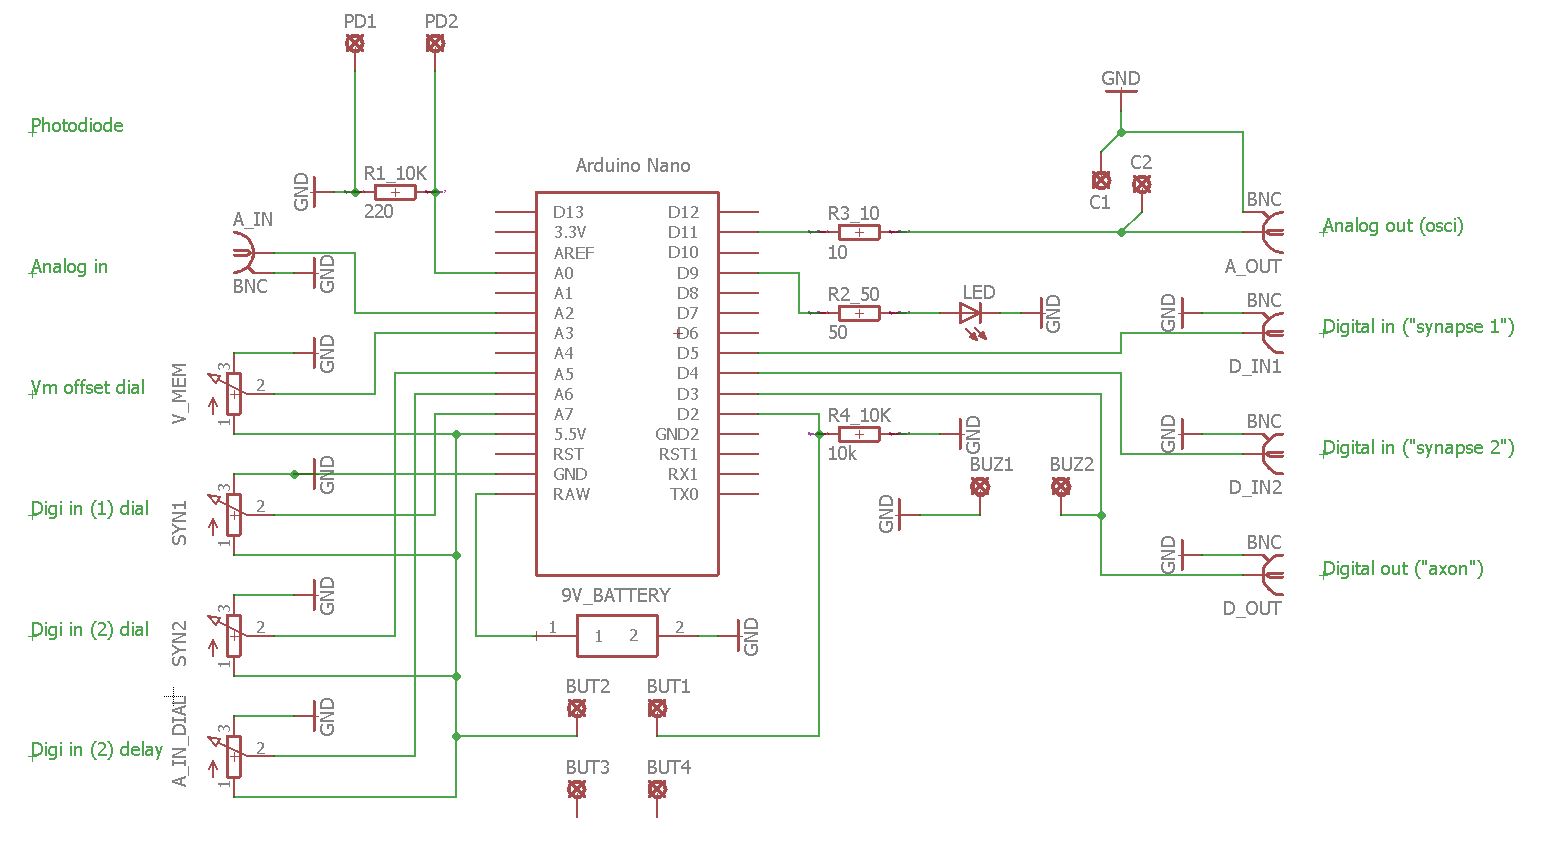 PD1
PD2
GND
Photodiode
C2
Arduino Nano
R1_10K
GND
C1
BNC
220
D13
D12
R3_10
A_IN
3.3V
D11
Analog out (osci)
AREF
D10
10
Analog in
GND
A0
D9
A_OUT
BNC
A1
D8
R2_50
LED
BNC
A2
D7
GND
GND
Digital in ("synapse 1")
A3
D6
50
GND
A4
D5
3
D_IN1
V_MEM
2
A5
D4
Vm offset dial
A6
D3
1
A7
D2
R4_10K
BNC
5.5V
GND2
GND
GND
Digital in ("synapse 2")
RST
RST1
10k
GND
BUZ1
BUZ2
GND
RX1
3
RAW
TX0
D_IN2
SYN1
2
Digi in (1) dial
GND
1
BNC
GND
Digital out ("axon")
GND
9V_BATTERY
3
D_OUT
SYN2
2
Digi in (2) dial
1
1
2
2
GND
1
BUT2
BUT1
GND
3
A_IN_DIAL
2
Digi in (2) delay
BUT3
BUT4
1